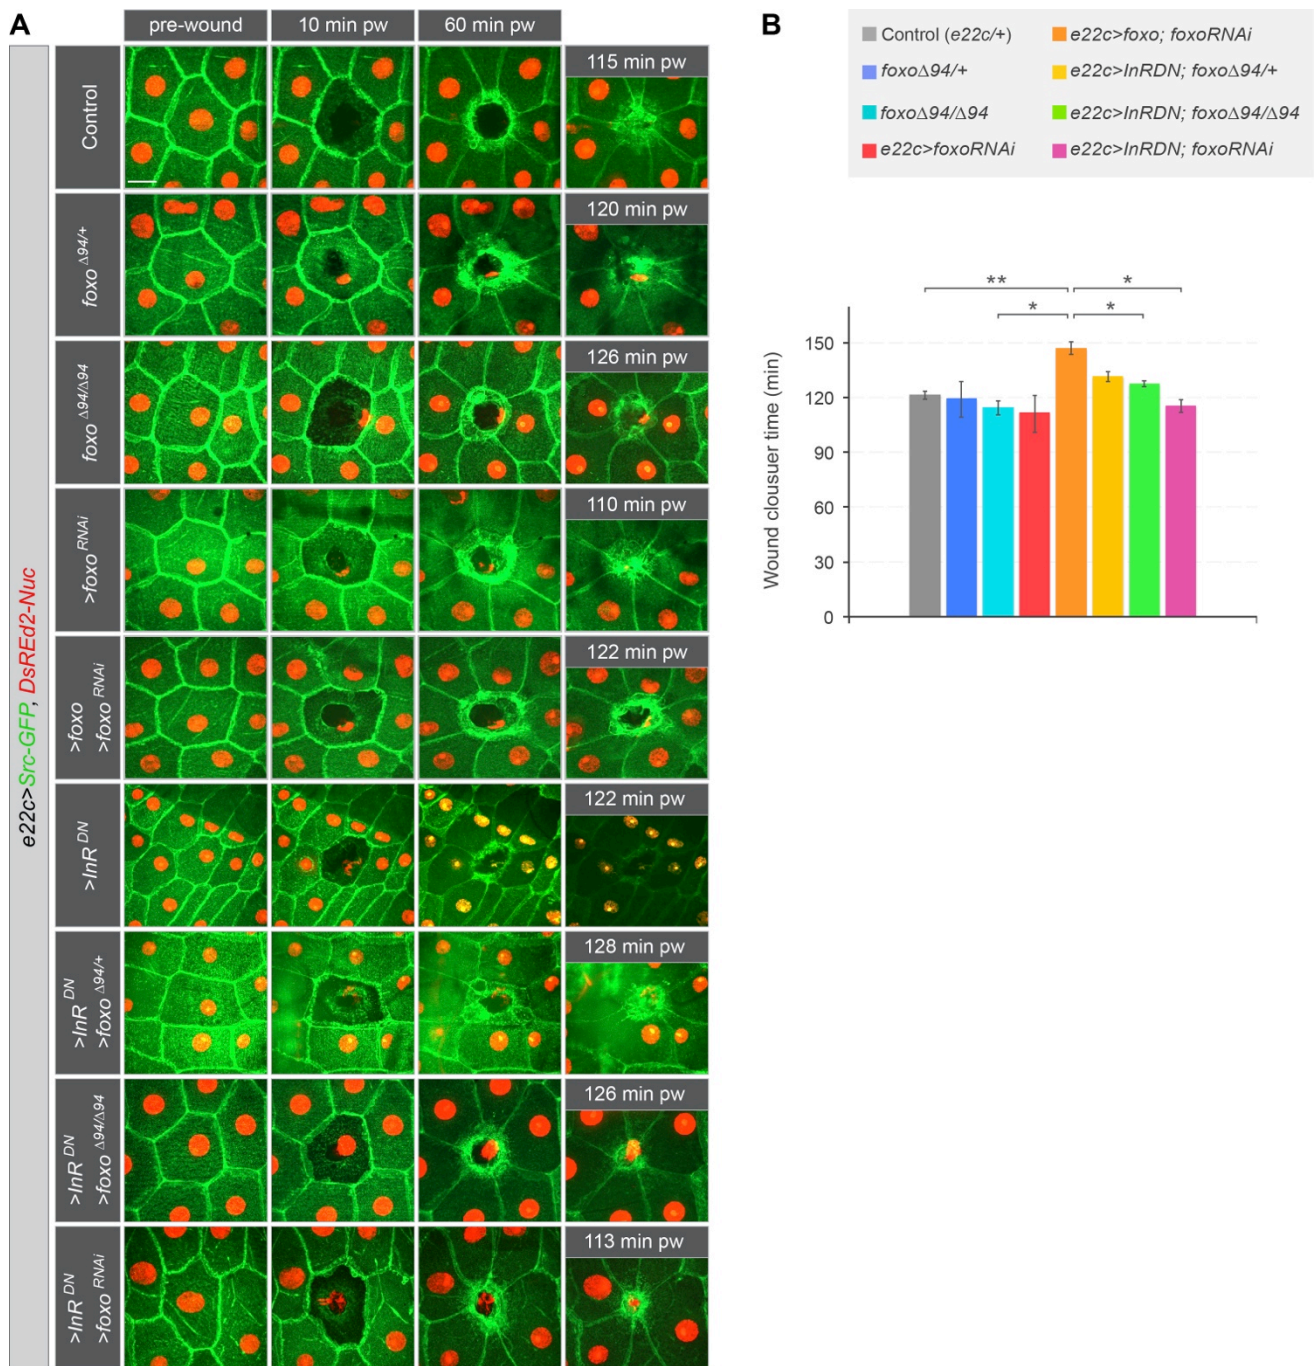 A
pre-wound
10 min pw
60 min pw
e22c>Src-GFP, DsREd2-Nuc
Control
115 min pw
foxo Δ94/+
120 min pw
foxo Δ94/Δ94
126 min pw
>foxo RNAi
110 min pw
>foxo
>foxo RNAi
122 min pw
>InR DN
122 min pw
>InR DN
>foxo Δ94/+
128 min pw
>InR DN
>foxo Δ94/Δ94
126 min pw
>InR DN
>foxo RNAi
113 min pw
B
Control (e22c/+)
foxoΔ94/+
foxoΔ94/Δ94
e22c>foxoRNAi
e22c>foxo; foxoRNAi
e22c>InRDN; foxoΔ94/+
e22c>InRDN; foxoΔ94/Δ94
e22c>InRDN; foxoRNAi
** *
* *
Wound clousuer time (min)
150
120
90
60
30
0